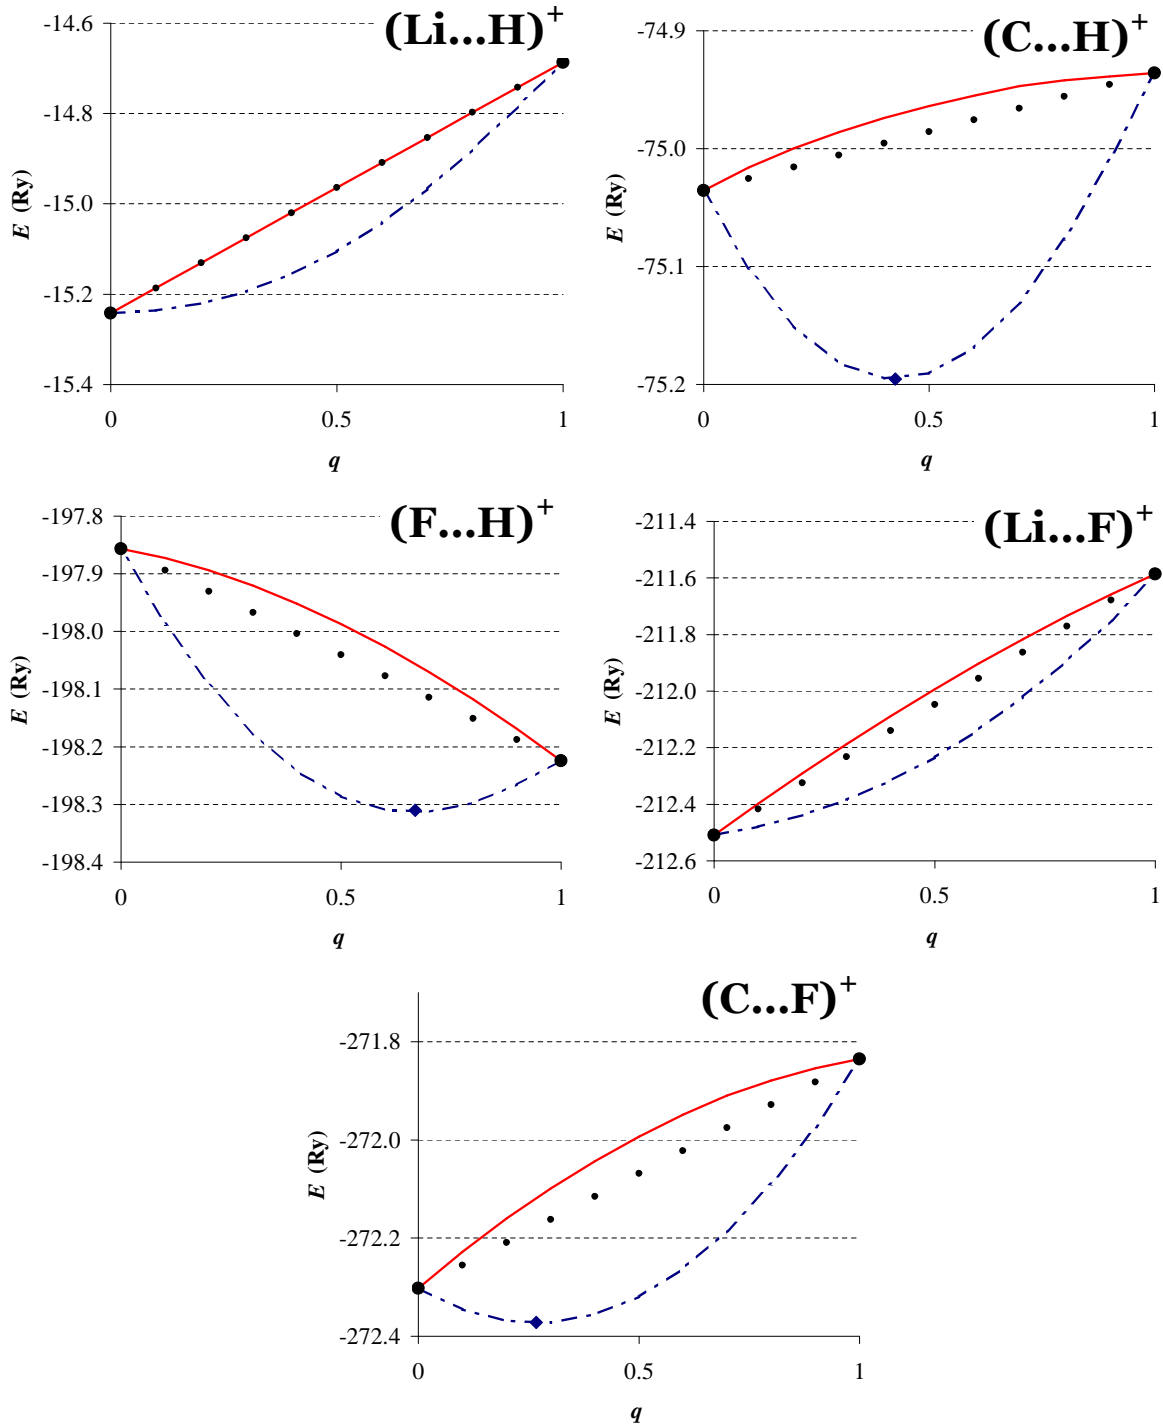 (Li...H)+
-14.6
-14.8
-15.0
-15.2
-15.4
E (Ry)
0
0.5
1
q
(C...H)+
-74.9
-75.0
-75.1
-75.2
E (Ry)
0
0.5
1
q
(F...H)+
-197.8
-197.9
-198.0
-198.1
-198.2
-198.3
-198.4
E (Ry)
0
0.5
1
q
(Li...F)+
-211.4
-211.6
-211.8
-212.0
-212.2
-212.4
-212.6
E (Ry)
0
0.5
1
q
(C...F)+
-271.8
-272.0
-272.2
-272.4
E (Ry)
0
0.5
1
q